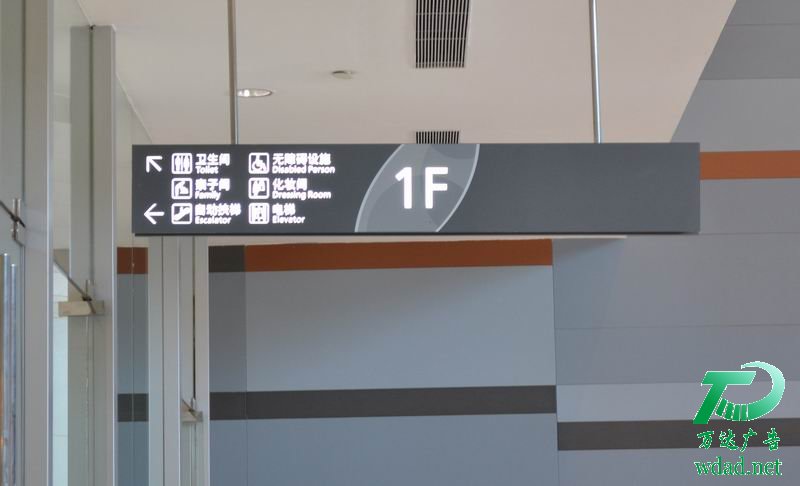 卫生间
Toilet
无障碍设施
Disabled Person
亲子间
Family
化妆间
Dressing Room
自动扶梯
Escalator
电梯
Elevator
1F
万达广告
wdad.net